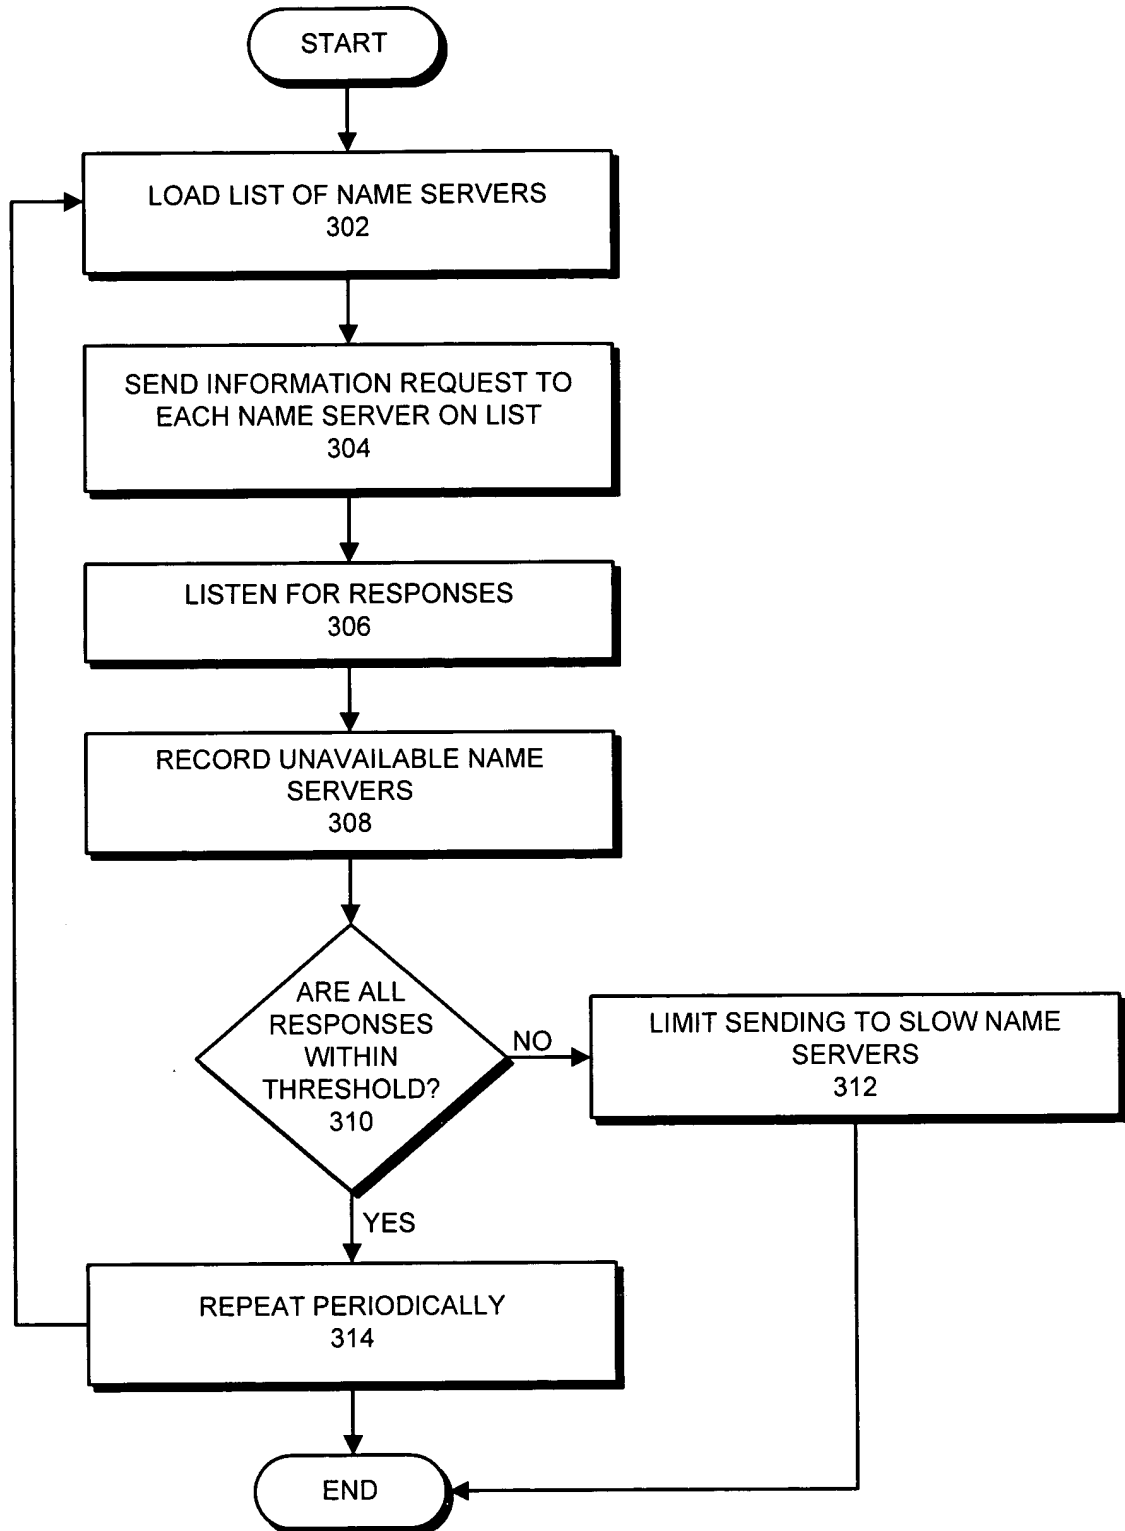 START
LOAD LIST OF NAME SERVERS
302
SEND INFORMATION REQUEST TO
EACH NAME SERVER ON LIST
304
LISTEN FOR RESPONSES
306
RECORD UNAVAILABLE NAME
SERVERS
308
ARE ALL
RESPONSES
WITHIN
THRESHOLD?
310
NO
LIMIT SENDING TO SLOW NAME
SERVERS
312
YES
REPEAT PERIODICALLY
314
END